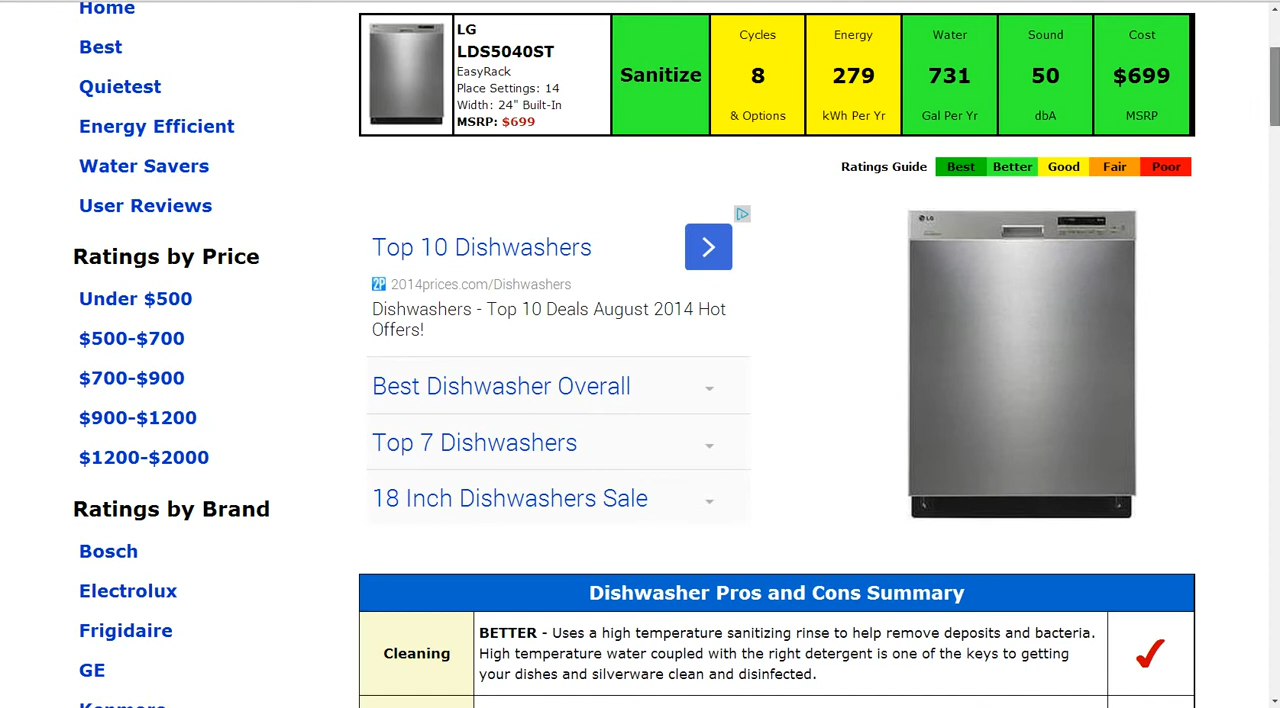 Home
Best
Quietest
Energy Efficient
Water Savers
User Reviews
Ratings by Price
Under $500
$500-$700
$700-$900
$900-$1200
$1200-$2000
Ratings by Brand
Bosch
Electrolux
Frigidaire
GE
Kenmore
LG
LDS5040ST
EasyRack
Place Settings: 14
Width: 24" Built-In
MSRP: $699
Sanitize
Cycles
8
& Options
Energy
279
kWh Per Yr
Water
731
Gal Per Yr
Sound
50
dbA
Cost
$699
MSRP
Ratings Guide Best Better Good Fair Poor
Top 10 Dishwashers
2P 2014prices.com/Dishwashers
Dishwashers - Top 10 Deals August 2014 Hot
Offers!
Best Dishwasher Overall
Top 7 Dishwashers
18 Inch Dishwashers Sale
LG
Dishwasher Pros and Cons Summary
Cleaning
BETTER - Uses a high temperature sanitizing rinse to help remove deposits and bacteria.
High temperature water coupled with the right detergent is one of the keys to getting
your dishes and silverware clean and disinfected.